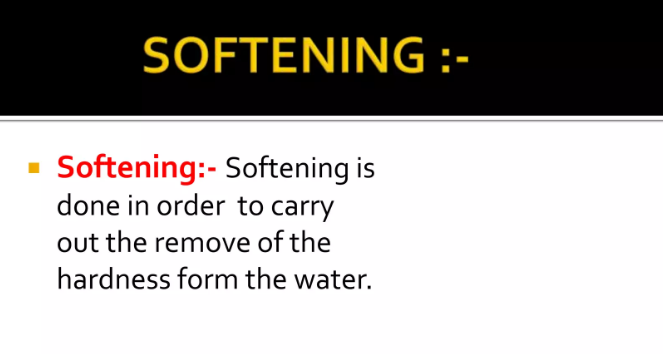 SOFTENING :-
Softening:- Softening is
done in order to carry
out the remove of the
hardness form the water.